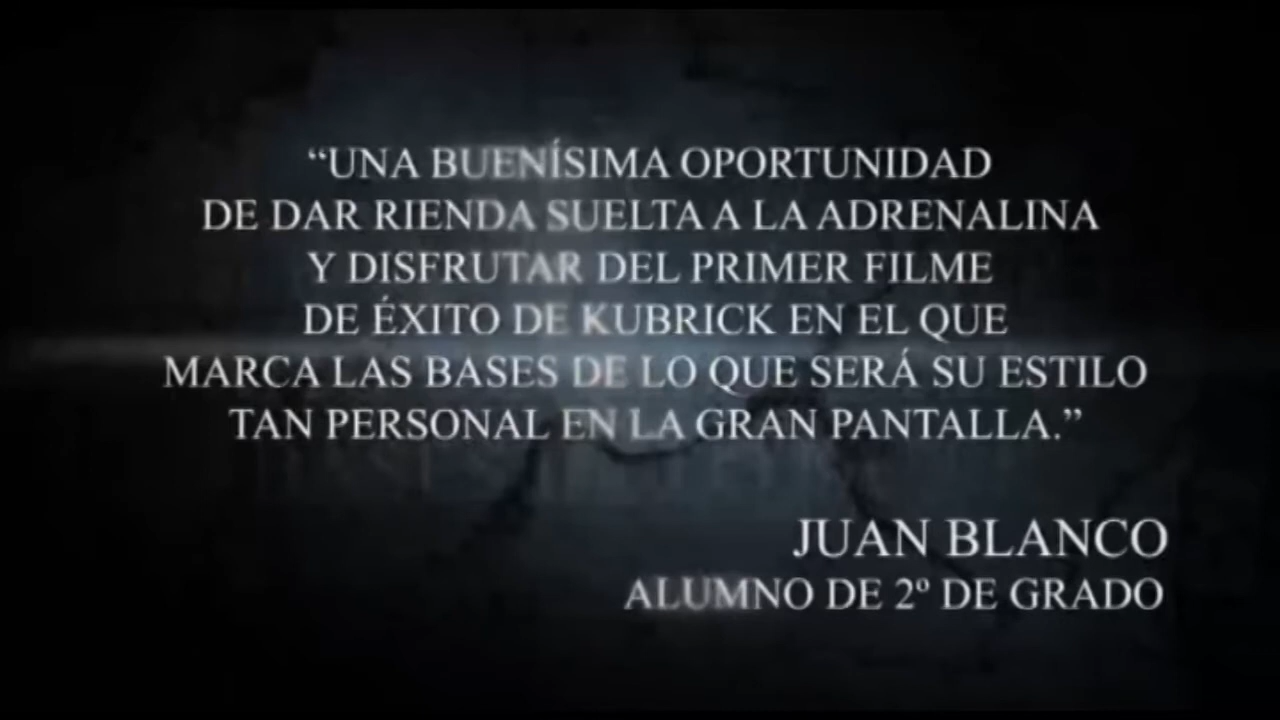 “UNA BUENÍSIMA OPORTUNIDAD
DE DAR RIENDA SUELTA A LA ADRENALINA
Y DISFRUTAR DEL PRIMER FILME
DE ÉXITO DE KUBRICK EN EL QUE
MARCA LAS BASES DE LO QUE SERÁ SU ESTILO
TAN PERSONAL EN LA GRAN PANTALLA.”
JUAN BLANCO
ALUMNO DE 2º DE GRADO